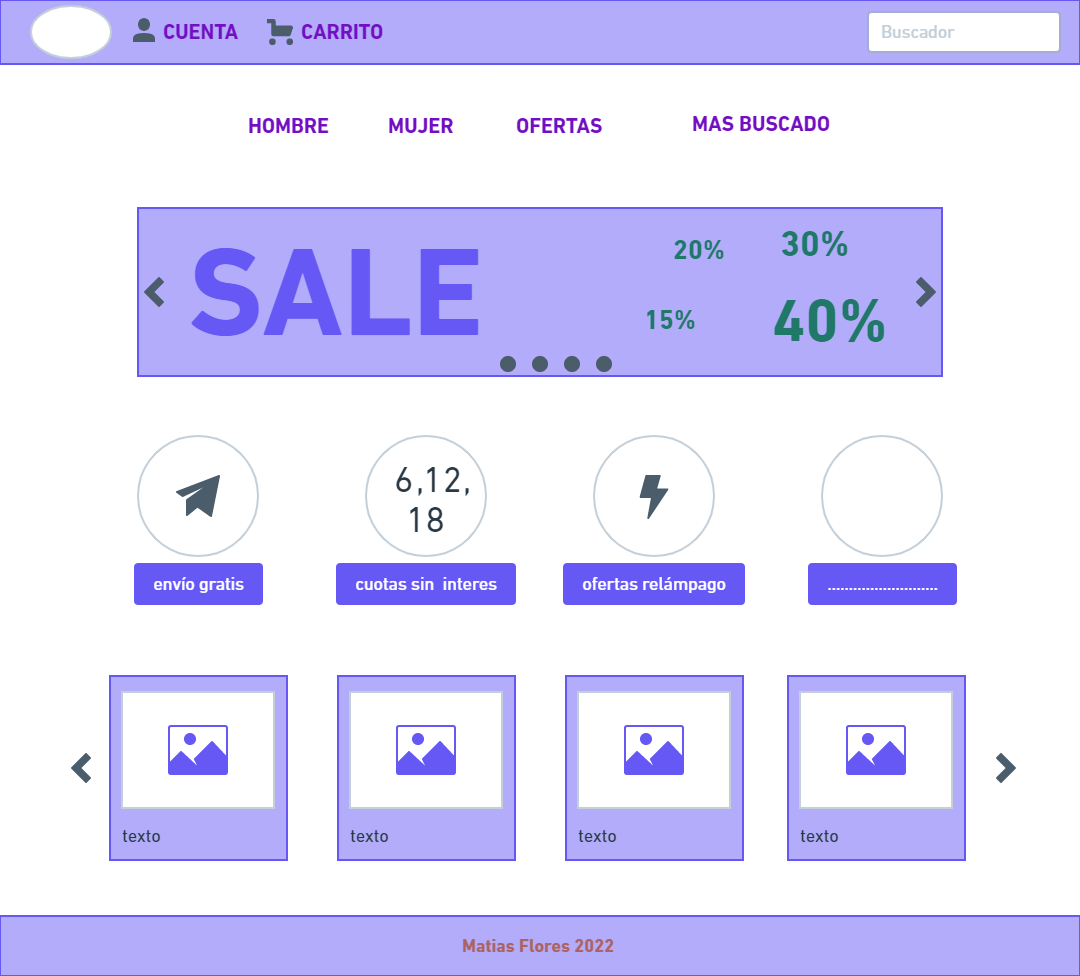 CUENTA CARRITO Buscador
HOMBRE MUJER OFERTAS MAS BUSCADO
SALE 20% 30%
15% 40%
6,12,
18
envío gratis cuotas sin  interes ofertas relámpago ..........................
texto texto texto texto
Matias Flores 2022